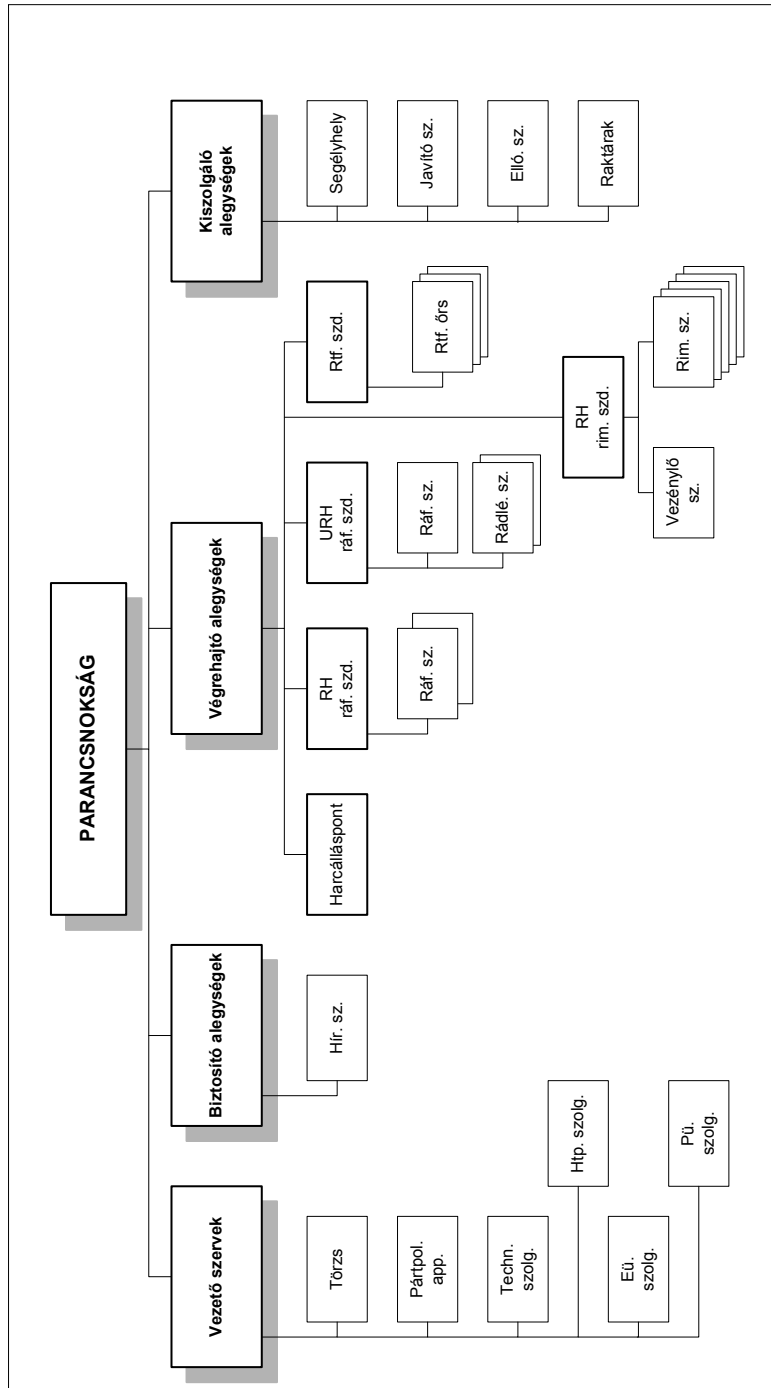 PARANCSNOKSÁG
Vezető szervek
Törzs
Pártpol.
app.
Techn.
szolg.
Htp. szolg.
Eü.
szolg.
Pü.
szolg.
Biztosító alegységek
Hír. sz.
Végrehajtó alegységek
Harcálláspont
RH
ráf. szd.
Ráf. sz.
URH
ráf. szd.
Ráf. sz.
Rádlé. sz.
Rtf. szd.
Rtf. őrs
RH
rim. szd.
Vezénylő
sz.
Rim. sz.
Kiszolgáló
alegységek
Segélyhely
Javító sz.
Elló. sz.
Raktárak